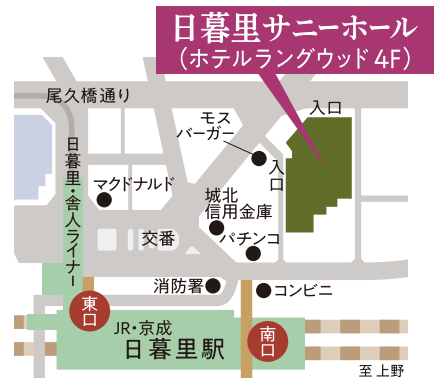 日暮里サニーホール
（ホテルラングウッド 4F）
尾久橋通り
入口
モス
バーガー
日暮里・舎人ライナー
入口
マクドナルド
城北
信用金庫
交番
パチンコ
消防署
コンビニ
東口
JR・京成
日暮里駅
南口
至 上野